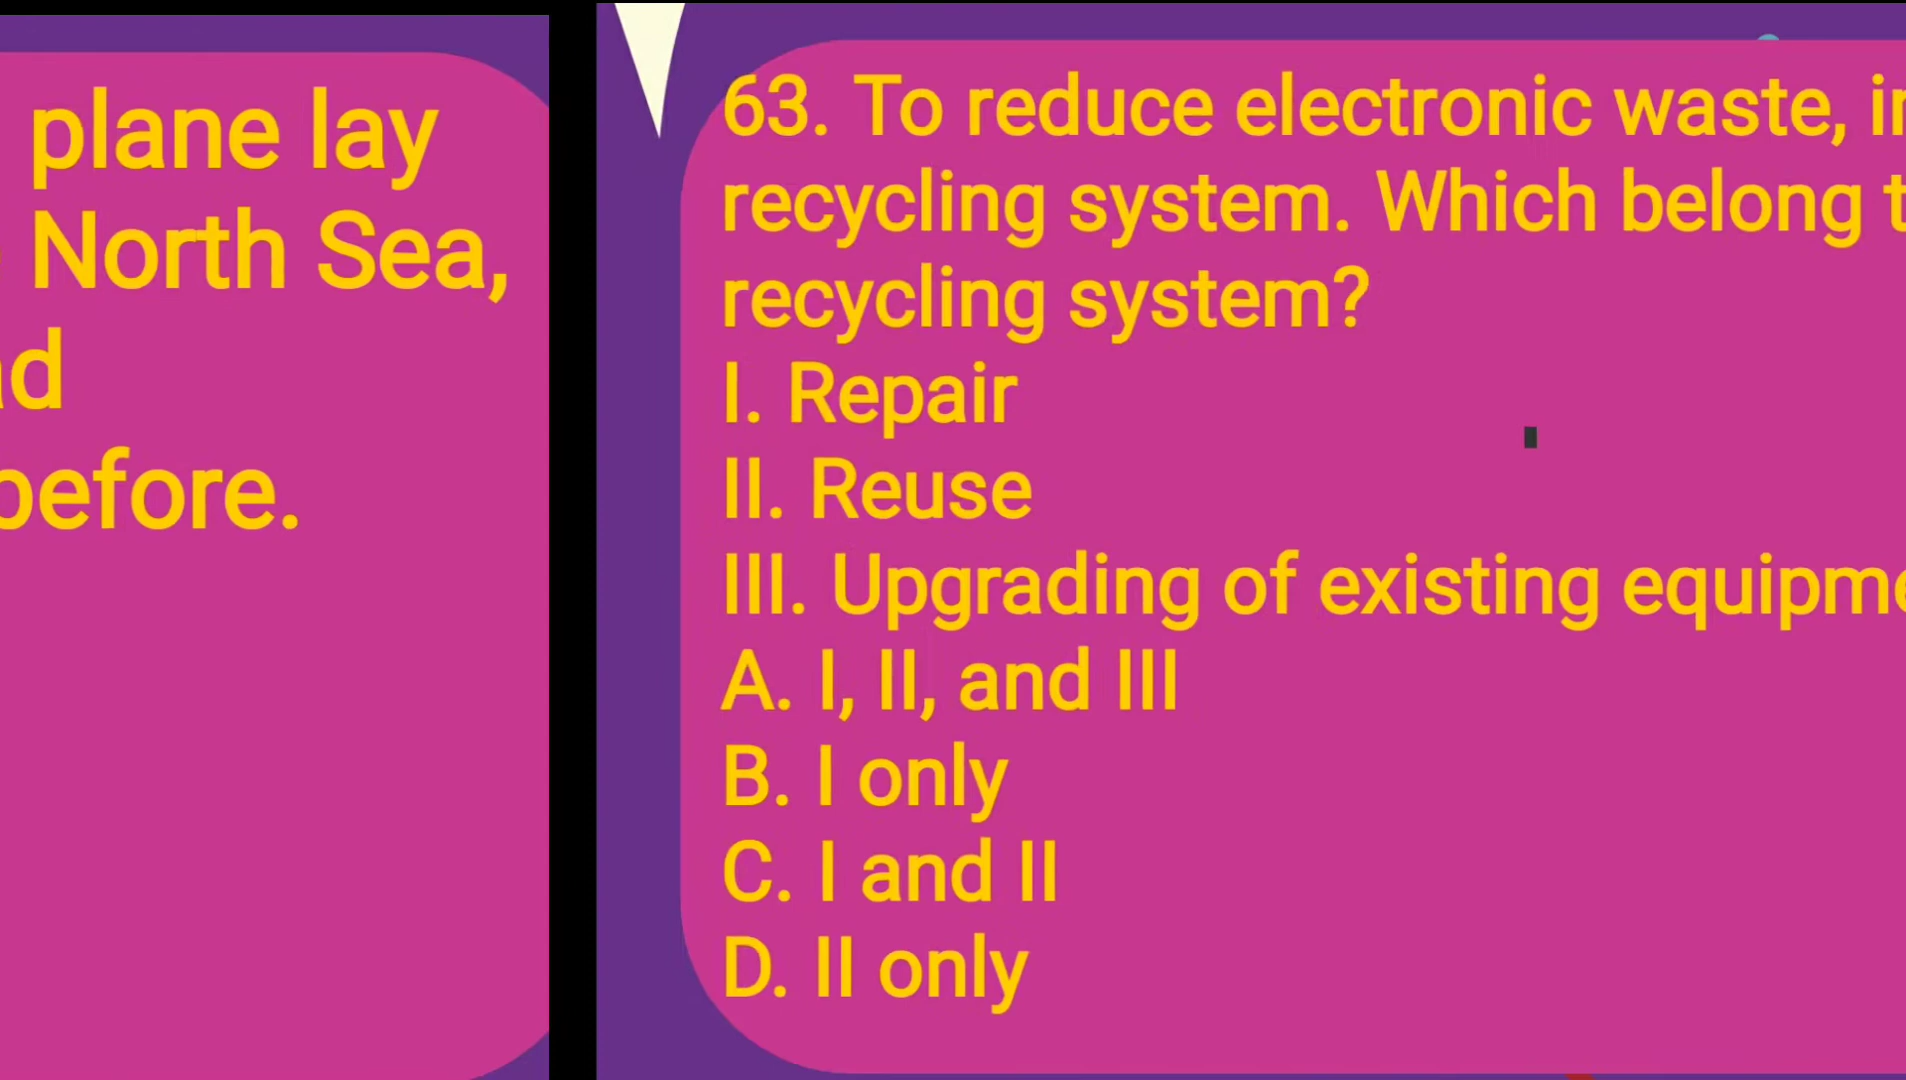 plane lay
North Sea,
before.
63. To reduce electronic waste,
recycling system. Which belong
recycling system?
I. Repair
II. Reuse
III. Upgrading of existing
A. I, II, and III
B. I only
C. I and II
D. II only